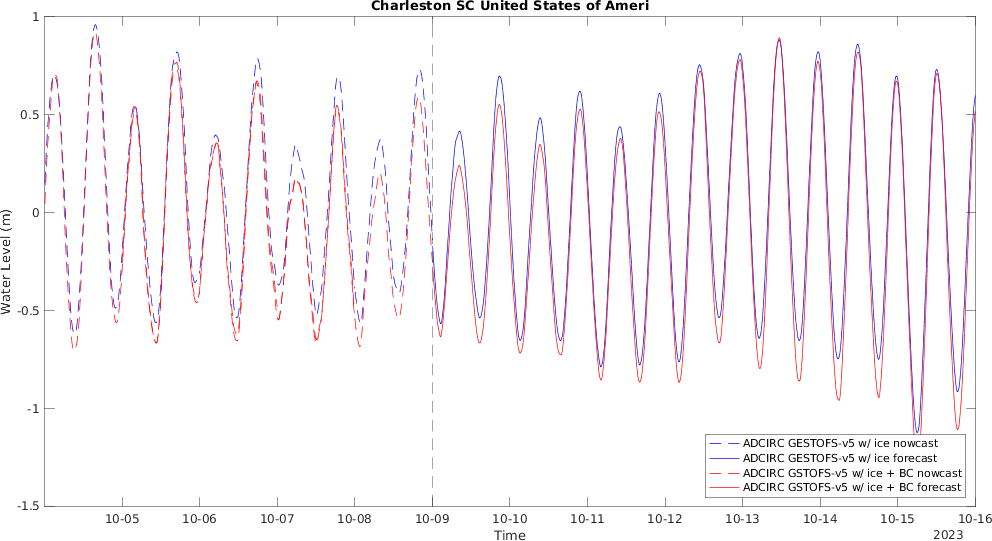 Charleston SC United States of Ameri
Water Level (m)
1
0.5
0
-0.5
-1
-1.5
ADCIRC GESTOFS-v5 w/ ice nowcast
ADCIRC GESTOFS-v5 w/ ice forecast
ADCIRC GSTOFS-v5 w/ ice + BC nowcast
ADCIRC GSTOFS-v5 w/ ice + BC forecast
10-05 10-06 10-07 10-08 10-09 10-10 10-11 10-12 10-13 10-14 10-15 10-16
Time
2023